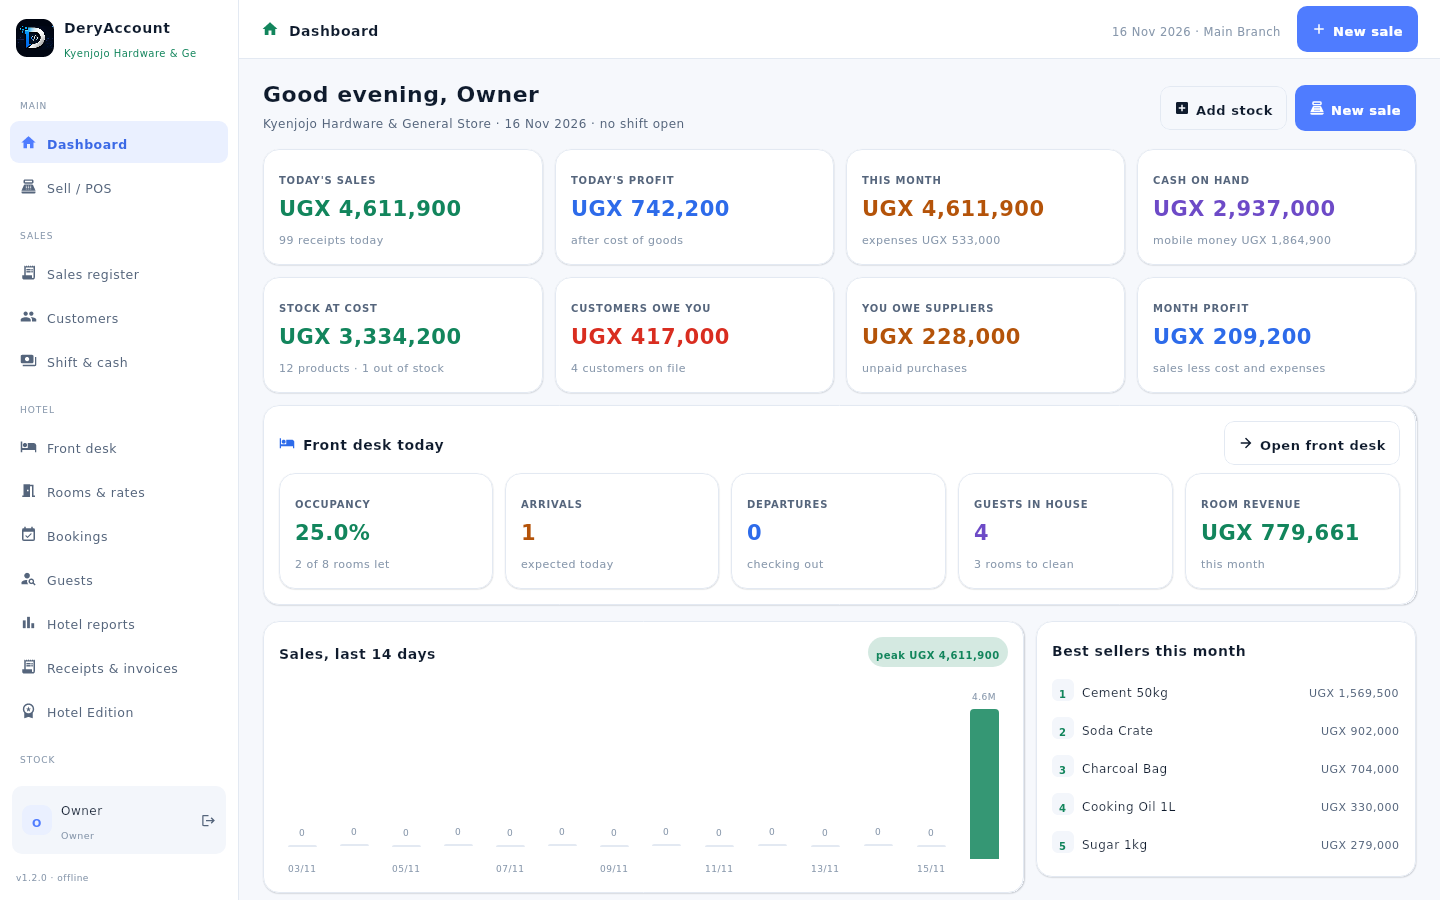 DeryAccount
Kyenjojo Hardware & Ge
MAIN
Dashboard
Sell / POS
SALES
Sales register
Customers
Shift & cash
HOTEL
Front desk
Rooms & rates
Bookings
Guests
Hotel reports
Receipts & invoices
Hotel Edition
STOCK
O
Owner
Owner
v1.2.0 · offline
Dashboard
16 Nov 2026 · Main Branch
New sale
Good evening, Owner
Kyenjojo Hardware & General Store · 16 Nov 2026 · no shift open
Add stock
New sale
TODAY'S SALES
UGX 4,611,900
99 receipts today
TODAY'S PROFIT
UGX 742,200
after cost of goods
THIS MONTH
UGX 4,611,900
expenses UGX 533,000
CASH ON HAND
UGX 2,937,000
mobile money UGX 1,864,900
STOCK AT COST
UGX 3,334,200
12 products · 1 out of stock
CUSTOMERS OWE YOU
UGX 417,000
4 customers on file
YOU OWE SUPPLIERS
UGX 228,000
unpaid purchases
MONTH PROFIT
UGX 209,200
sales less cost and expenses
Front desk today
Open front desk
OCCUPANCY
25.0%
2 of 8 rooms let
ARRIVALS
1
expected today
DEPARTURES
0
checking out
GUESTS IN HOUSE
4
3 rooms to clean
ROOM REVENUE
UGX 779,661
this month
Sales, last 14 days
peak UGX 4,611,900
4.6M
0 0 0 0 0 0 0 0 0 0 0 0 0
03/11 05/11 07/11 09/11 11/11 13/11 15/11
Best sellers this month
1 Cement 50kg UGX 1,569,500
2 Soda Crate UGX 902,000
3 Charcoal Bag UGX 704,000
4 Cooking Oil 1L UGX 330,000
5 Sugar 1kg UGX 279,000